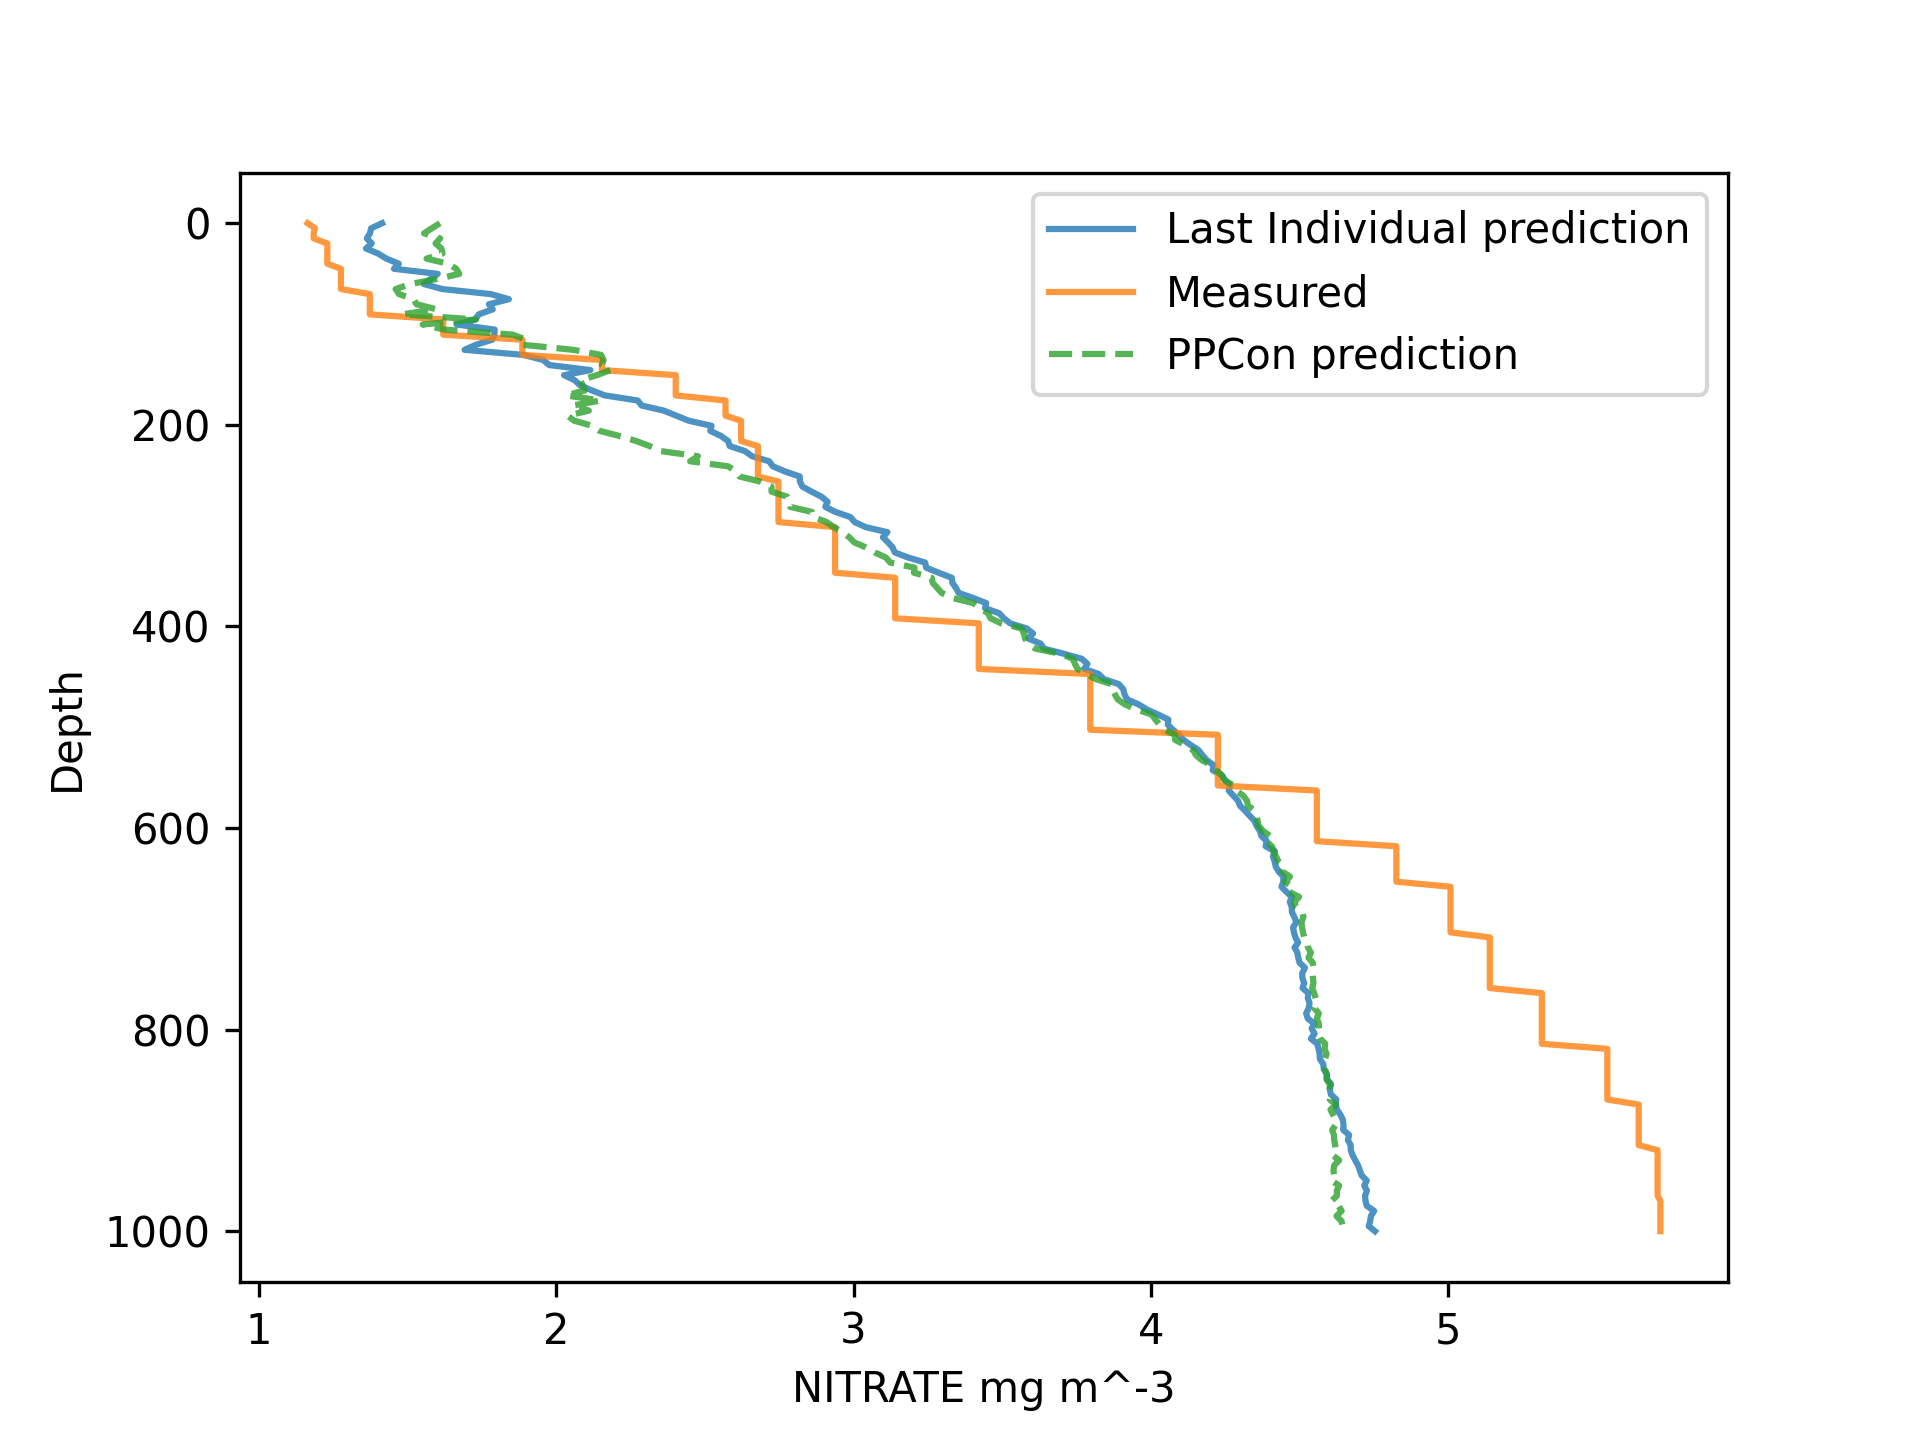 Last Individual prediction
Measured
PPCon prediction
0
200
400
600
800
1000
Depth
1 2 3 4 5
NITRATE mg m^-3